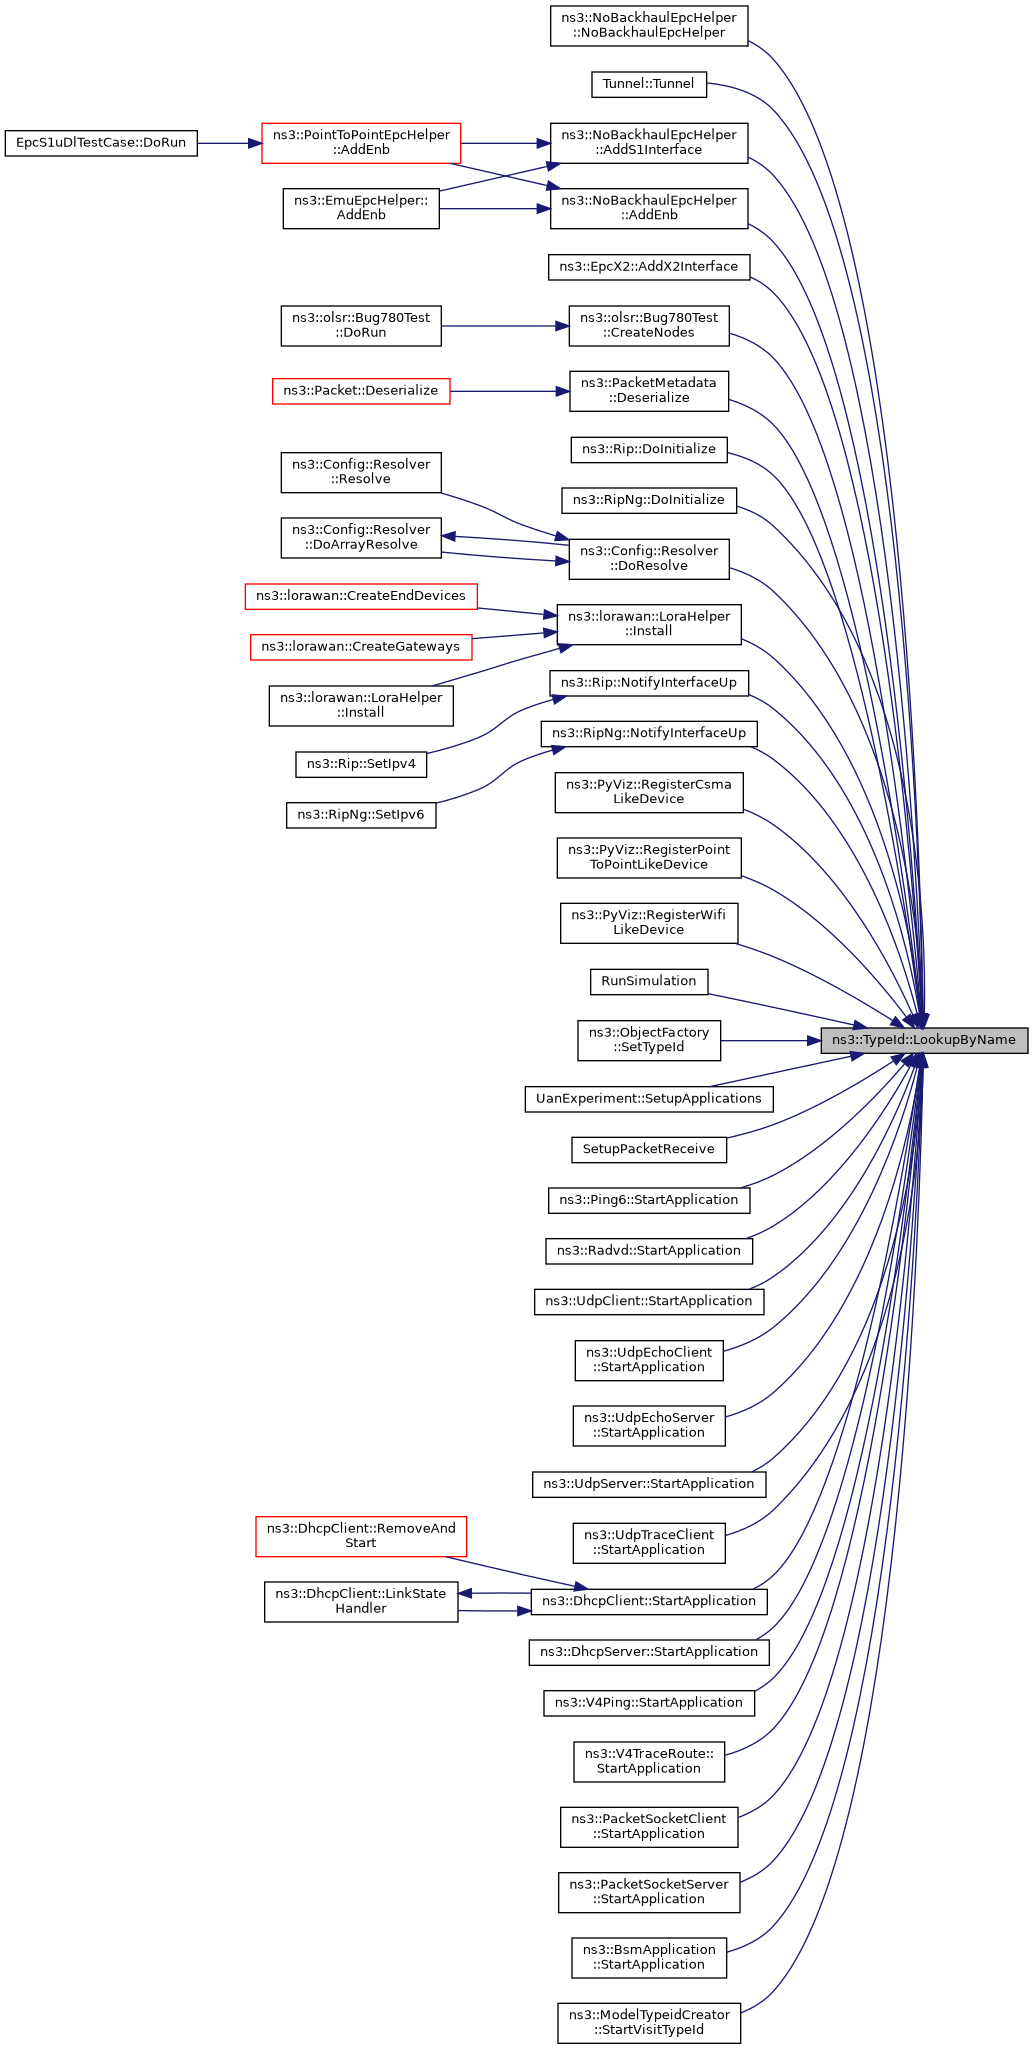 ns3::NoBackhaulEpcHelper
::NoBackhaulEpcHelper
Tunnel::Tunnel
EpcS1uDlTestCase::DoRun
ns3::PointToPointEpcHelper
::AddEnb
ns3::NoBackhaulEpcHelper
::AddS1Interface
ns3::EmuEpcHelper::
AddEnb
ns3::NoBackhaulEpcHelper
::AddEnb
ns3::EpcX2::AddX2Interface
ns3::olsr::Bug780Test
::DoRun
ns3::olsr::Bug780Test
::CreateNodes
ns3::Packet::Deserialize
ns3::PacketMetadata
::Deserialize
ns3::Rip::DoInitialize
ns3::Config::Resolver
::Resolve
ns3::RipNg::DoInitialize
ns3::Config::Resolver
::DoArrayResolve
ns3::Config::Resolver
::DoResolve
ns3::lorawan::CreateEndDevices
ns3::lorawan::LoraHelper
::Install
ns3::lorawan::CreateGateways
ns3::lorawan::LoraHelper
::Install
ns3::Rip::NotifyInterfaceUp
ns3::RipNg::NotifyInterfaceUp
ns3::Rip::SetIpv4
ns3::RipNg::SetIpv6
ns3::PyViz::RegisterCsma
LikeDevice
ns3::PyViz::RegisterPoint
ToPointLikeDevice
ns3::PyViz::RegisterWifi
LikeDevice
RunSimulation
ns3::ObjectFactory
::SetTypeId
ns3::TypeId::LookupByName
UanExperiment::SetupApplications
SetupPacketReceive
ns3::Ping6::StartApplication
ns3::Radvd::StartApplication
ns3::UdpClient::StartApplication
ns3::UdpEchoClient
::StartApplication
ns3::UdpEchoServer
::StartApplication
ns3::UdpServer::StartApplication
ns3::UdpTraceClient
::StartApplication
ns3::DhcpClient::RemoveAnd
Start
ns3::DhcpClient::LinkState
Handler
ns3::DhcpClient::StartApplication
ns3::DhcpServer::StartApplication
ns3::V4Ping::StartApplication
ns3::V4TraceRoute::
StartApplication
ns3::PacketSocketClient
::StartApplication
ns3::PacketSocketServer
::StartApplication
ns3::BsmApplication
::StartApplication
ns3::ModelTypeidCreator
::StartVisitTypeId